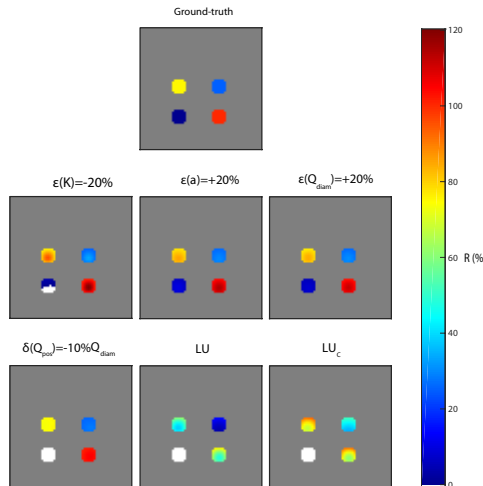 Ground-truth
120
100
80
60
40
20
0
R (%
ε(K)=-20%
ε(a)=+20%
ε(Q_diam)=+20%
δ(Q_pos)=-10%Q_diam
LU
LU_C